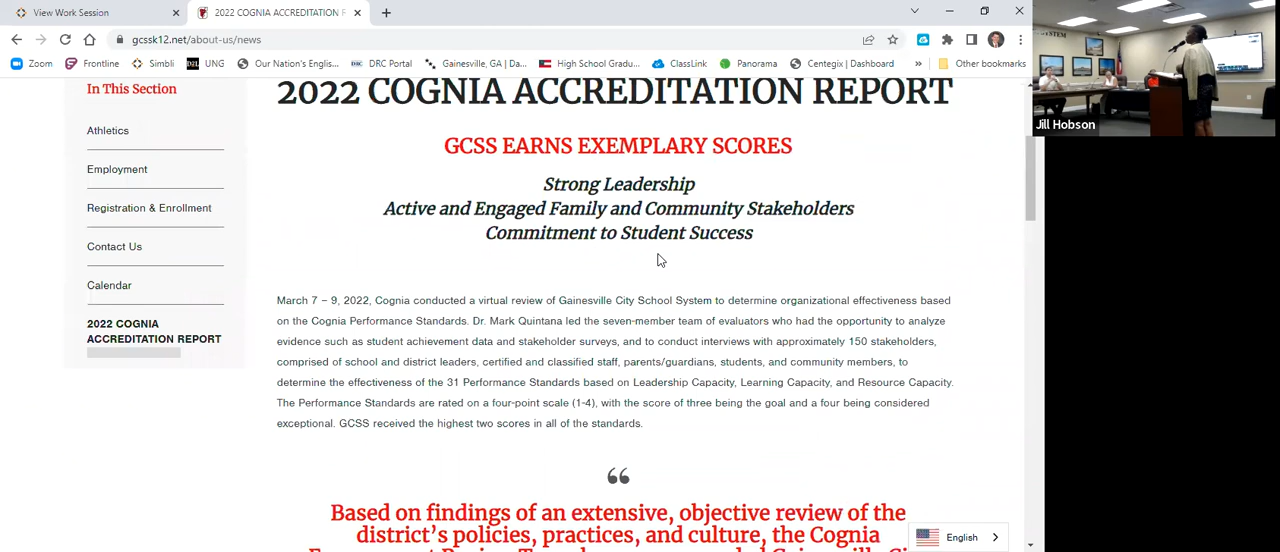 View Work Session
2022 COGNIA ACCREDITATION F
gcssk12.net/about-us/news
Zoom
Frontline
Simbli
D2L
UNG
Our Nation's Englis...
DRC Portal
Gainesville, GA | Da...
High School Gradu...
ClassLink
Panorama
Centegix | Dashboard
»
Other bookmarks
SYSTEM
Jill Hobson
In This Section
Athletics
Employment
Registration & Enrollment
Contact Us
Calendar
2022 COGNIA
ACCREDITATION REPORT
2022 COGNIA ACCREDITATION REPORT
GCSS EARNS EXEMPLARY SCORES
Strong Leadership
Active and Engaged Family and Community Stakeholders
Commitment to Student Success
March 7 – 9, 2022, Cognia conducted a virtual review of Gainesville City School System to determine organizational effectiveness based
on the Cognia Performance Standards. Dr. Mark Quintana led the seven-member team of evaluators who had the opportunity to analyze
evidence such as student achievement data and stakeholder surveys, and to conduct interviews with approximately 150 stakeholders,
comprised of school and district leaders, certified and classified staff, parents/guardians, students, and community members, to
determine the effectiveness of the 31 Performance Standards based on Leadership Capacity, Learning Capacity, and Resource Capacity.
The Performance Standards are rated on a four-point scale (1-4), with the score of three being the goal and a four being considered
exceptional. GCSS received the highest two scores in all of the standards.
“
Based on findings of an extensive, objective review of the
district's policies, practices, and culture, the Cognia
English